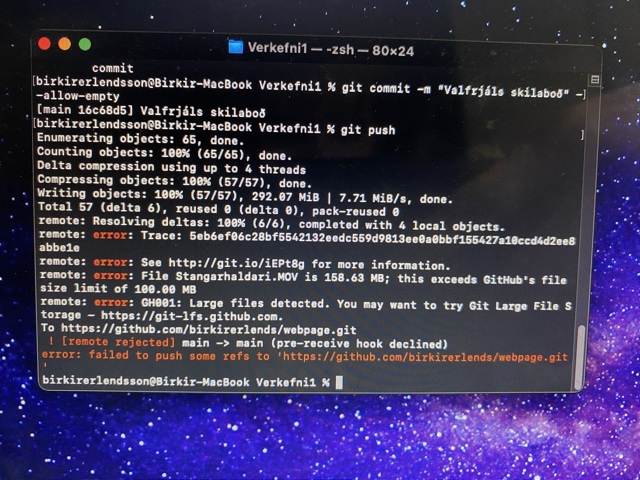 Verkefni1 — -zsh — 80×24
commit
[birkirerlendsson@Birkir-MacBook Verkefni1 % git commit -m "Valfrjáls skilaboð" -]
-allow-empty
[main 16c68d5] Valfrjáls skilaboð
[birkirerlendsson@Birkir-MacBook Verkefni1 % git push ]
Enumerating objects: 65, done.
Counting objects: 100% (65/65), done.
Delta compression using up to 4 threads
Compressing objects: 100% (57/57), done.
Writing objects: 100% (57/57), 292.07 MiB | 7.71 MiB/s, done.
Total 57 (delta 6), reused 0 (delta 0), pack-reused 0
remote: Resolving deltas: 100% (6/6), completed with 4 local objects.
remote: error: Trace: 5eb6ef06c28bf5542132eedc559d9813ee0a0bbf155427a10ccd4d2ee8
abbe1e
remote: error: See http://git.io/iEPt8g for more information.
remote: error: File Stangarhaldari.MOV is 158.63 MB; this exceeds GitHub's file
size limit of 100.00 MB
remote: error: GH001: Large files detected. You may want to try Git Large File S
torage - https://git-lfs.github.com.
To https://github.com/birkirerlends/webpage.git
! [remote rejected] main -> main (pre-receive hook declined)
error: failed to push some refs to 'https://github.com/birkirerlends/webpage.git
'
birkirerlendsson@Birkir-MacBook Verkefni1 %